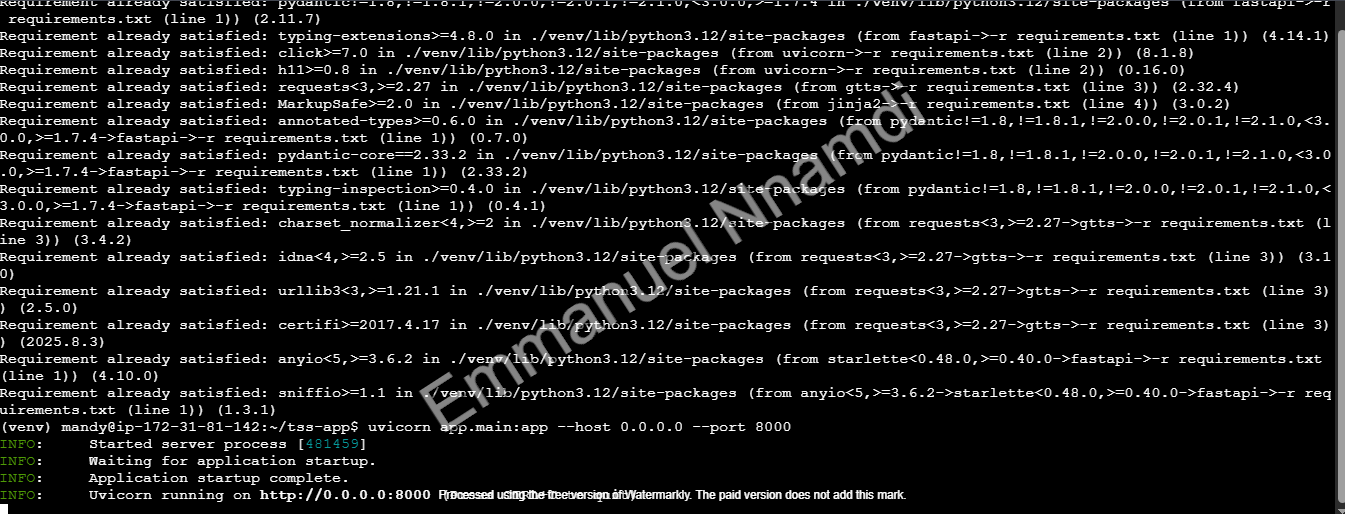 Requirement already satisfied: pydantic!=1.8,!=1.8.1,!=2.0.0,!=2.0.1,!=2.1.0,<3.0.0,>=1.7.4 in ./venv/lib/python3.12/site-packages (from fastapi->-r
requirements.txt (line 1)) (2.11.7)
Requirement already satisfied: typing-extensions>=4.8.0 in ./venv/lib/python3.12/site-packages (from fastapi->-r requirements.txt (line 1)) (4.14.1)
Requirement already satisfied: click>=7.0 in ./venv/lib/python3.12/site-packages (from uvicorn->-r requirements.txt (line 2)) (8.1.8)
Requirement already satisfied: h11>=0.8 in ./venv/lib/python3.12/site-packages (from uvicorn->-r requirements.txt (line 2)) (0.16.0)
Requirement already satisfied: requests<3,>=2.27 in ./venv/lib/python3.12/site-packages (from gtts->-r requirements.txt (line 3)) (2.32.4)
Requirement already satisfied: MarkupSafe>=2.0 in ./venv/lib/python3.12/site-packages (from jinja2->-r requirements.txt (line 4)) (3.0.2)
Requirement already satisfied: annotated-types>=0.6.0 in ./venv/lib/python3.12/site-packages (from pydantic!=1.8,!=1.8.1,!=2.0.0,!=2.0.1,!=2.1.0,<3.
0.0,>=1.7.4->fastapi->-r requirements.txt (line 1)) (0.7.0)
Requirement already satisfied: pydantic-core==2.33.2 in ./venv/lib/python3.12/site-packages (from pydantic!=1.8,!=1.8.1,!=2.0.0,!=2.0.1,!=2.1.0,<3.0
.0,>=1.7.4->fastapi->-r requirements.txt (line 1)) (2.33.2)
Requirement already satisfied: typing-inspection>=0.4.0 in ./venv/lib/python3.12/site-packages (from pydantic!=1.8,!=1.8.1,!=2.0.0,!=2.0.1,!=2.1.0,<
3.0.0,>=1.7.4->fastapi->-r requirements.txt (line 1)) (0.4.1)
Requirement already satisfied: charset_normalizer<4,>=2 in ./venv/lib/python3.12/site-packages (from requests<3,>=2.27->gtts->-r requirements.txt (l
ine 3)) (3.4.2)
Requirement already satisfied: idna<4,>=2.5 in ./venv/lib/python3.12/site-packages (from requests<3,>=2.27->gtts->-r requirements.txt (line 3)) (3.1
0)
Requirement already satisfied: urllib3<3,>=1.21.1 in ./venv/lib/python3.12/site-packages (from requests<3,>=2.27->gtts->-r requirements.txt (line 3)
) (2.5.0)
Requirement already satisfied: certifi>=2017.4.17 in ./venv/lib/python3.12/site-packages (from requests<3,>=2.27->gtts->-r requirements.txt (line 3)
) (2025.8.3)
Requirement already satisfied: anyio<5,>=3.6.2 in ./venv/lib/python3.12/site-packages (from starlette<0.48.0,>=0.40.0->fastapi->-r requirements.txt
(line 1)) (4.10.0)
Requirement already satisfied: sniffio>=1.1 in ./venv/lib/python3.12/site-packages (from anyio<5,>=3.6.2->starlette<0.48.0,>=0.40.0->fastapi->-r req
uirements.txt (line 1)) (1.3.1)
(venv) mandy@ip-172-31-81-142:~/tss-app$ uvicorn app.main:app --host 0.0.0.0 --port 8000
INFO:     Started server process [481459]
INFO:     Waiting for application startup.
INFO:     Application startup complete.
INFO:     Uvicorn running on http://0.0.0.0:8000
Processed using the free version of Watermarkly. The paid version does not add this mark.
Emmanuel Nnamdi